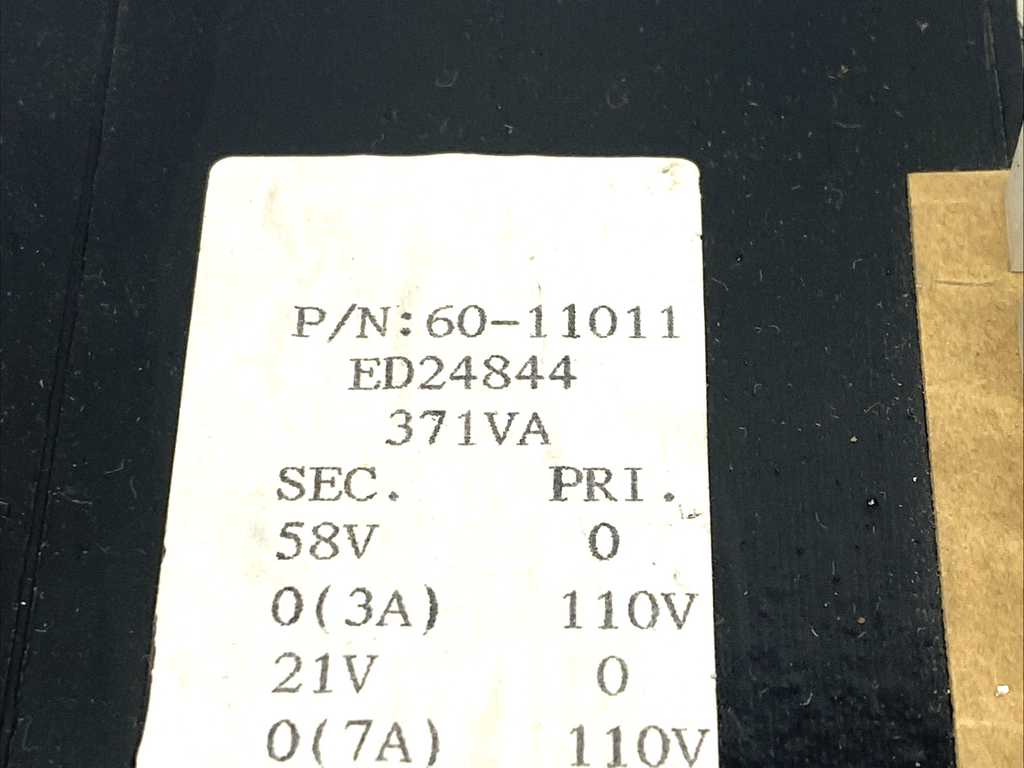 P/N:60-11011
ED24844
371VA
SEC. PRI.
58V 0
0(3A) 110V
21V 0
0(7A) 110V